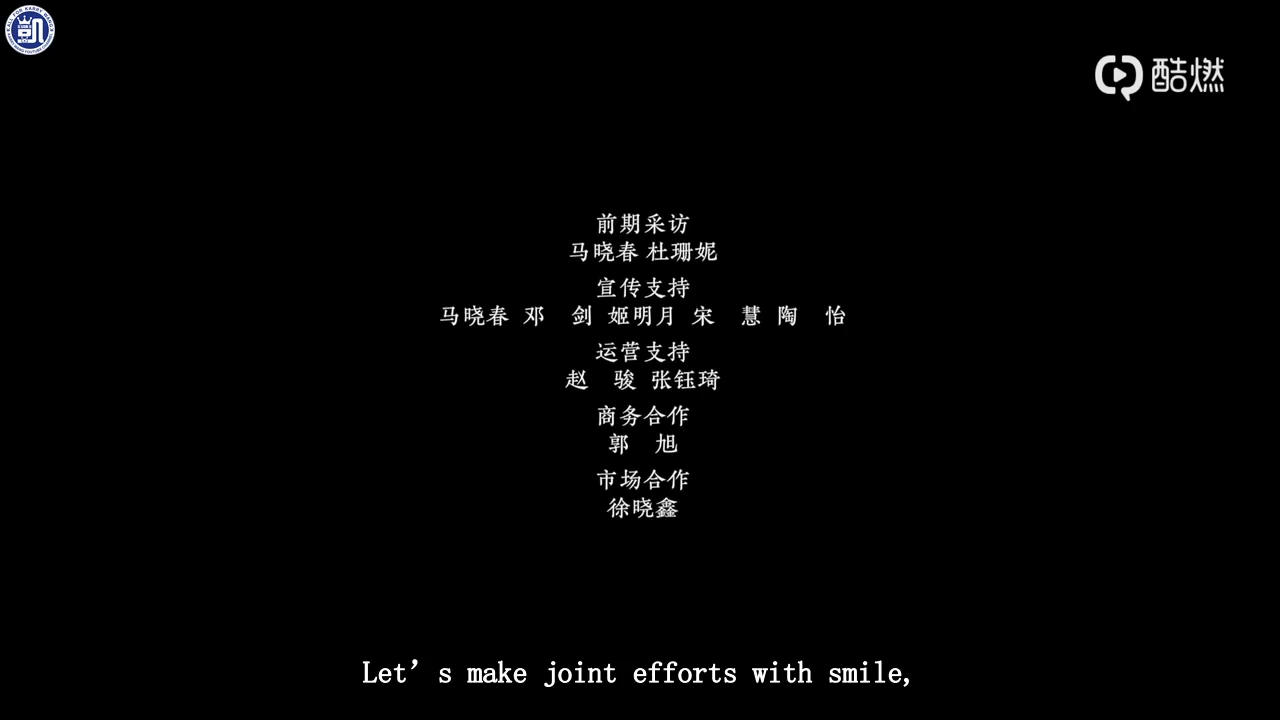 凯
酷燃
前期采访
马晓春 杜珊妮
宣传支持
马晓春 邓 剑 姬明月 宋 慧 陶 怡
运营支持
赵 骏 张钰琦
商务合作
郭 旭
市场合作
徐晓鑫
Let’s make joint efforts with smile,